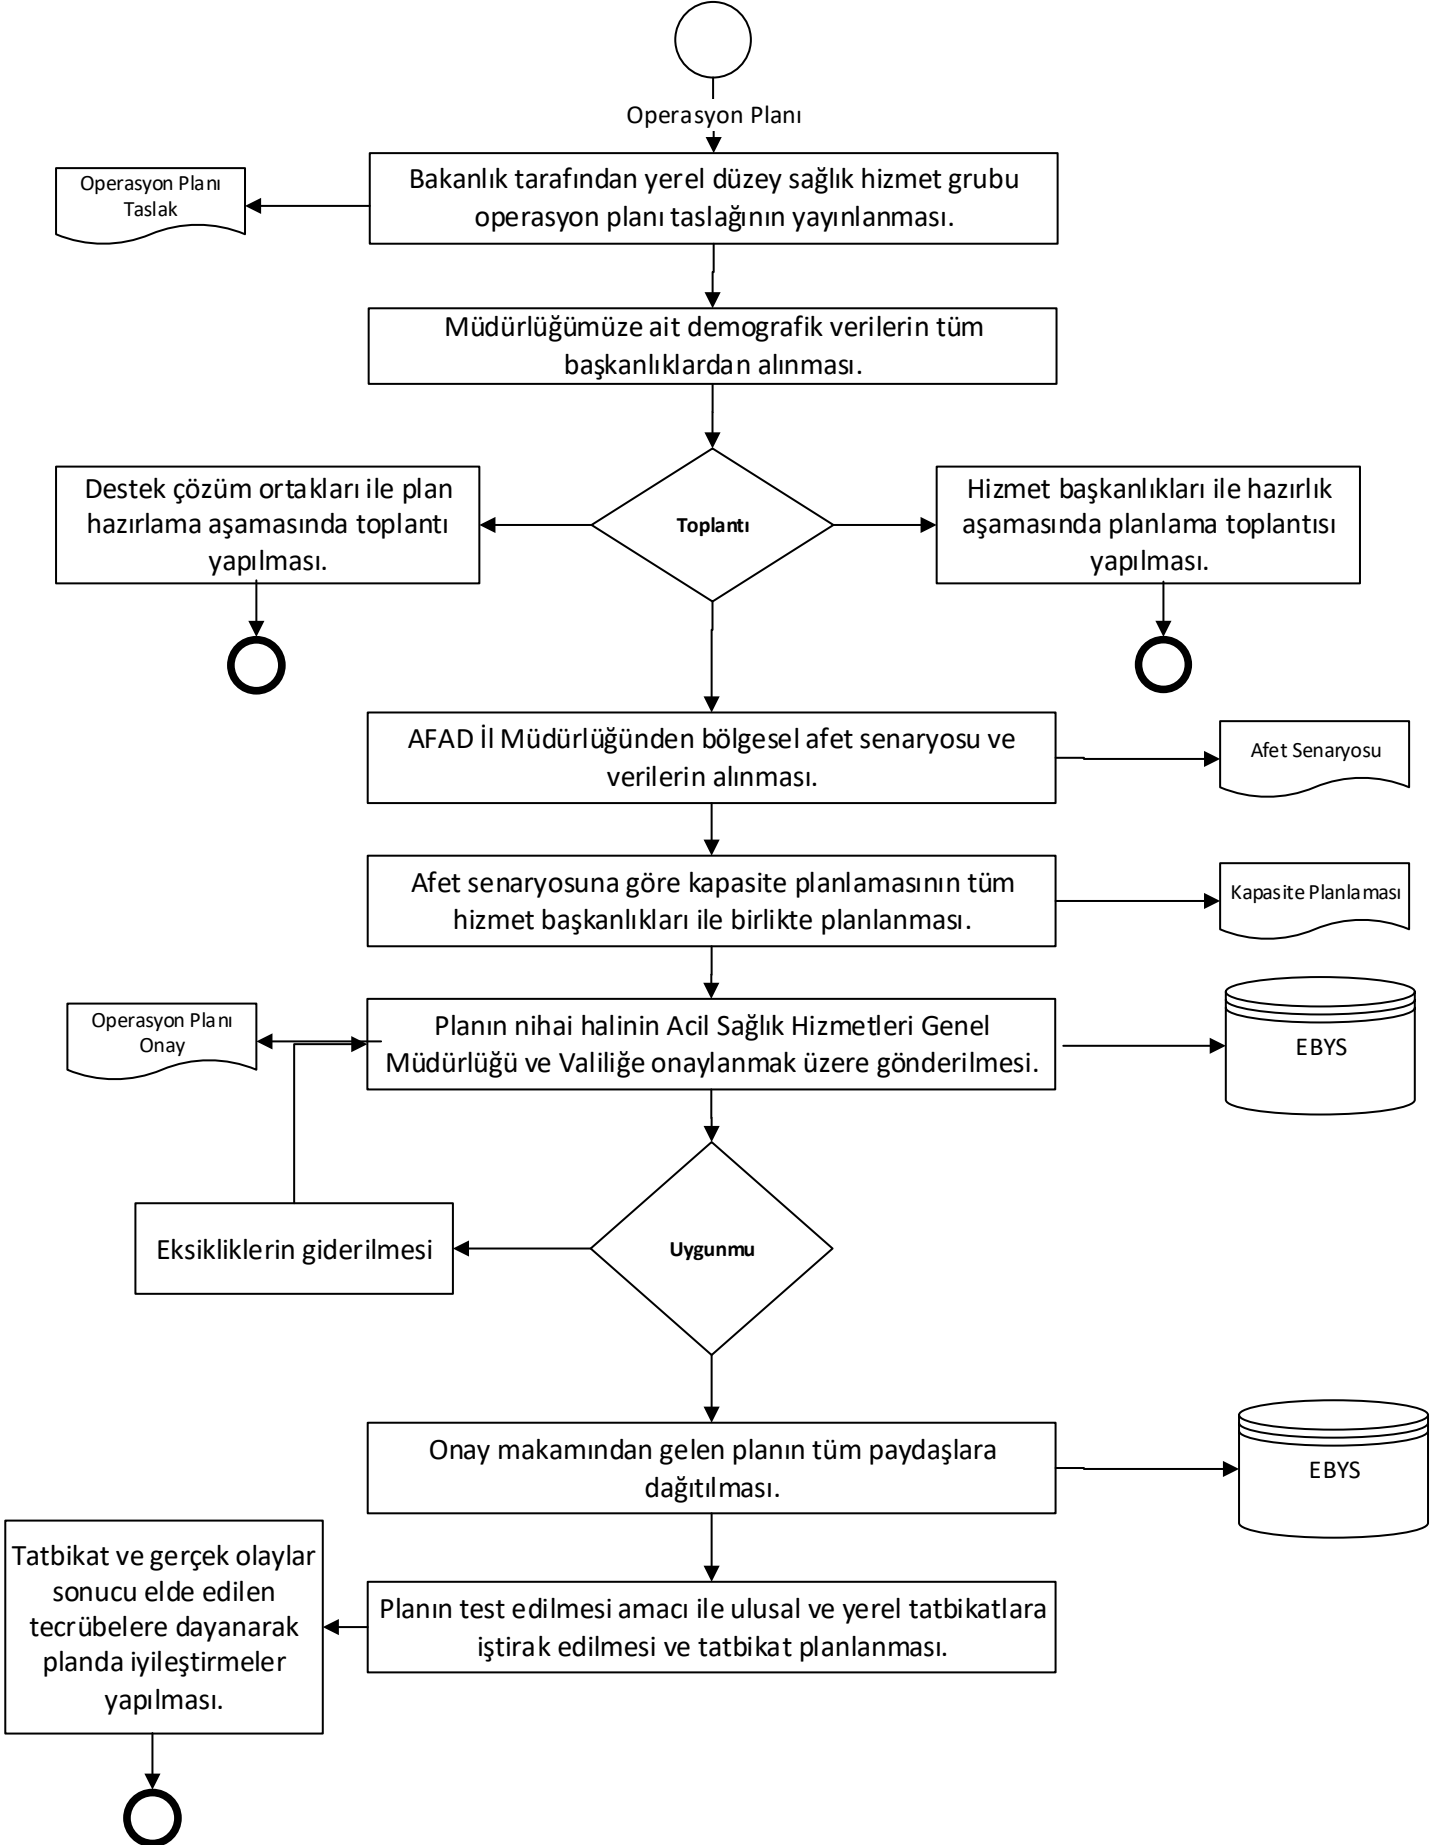 Operasyon Planı
Operasyon Planı
Taslak
Bakanlık tarafından yerel düzey sağlık hizmet grubu
operasyon planı taslağının yayınlanması.
Müdürlüğümüze ait demografik verilerin tüm
başkanlıklardan alınması.
Destek çözüm ortakları ile plan
hazırlama aşamasında toplantı
yapılması.
Toplantı
Hizmet başkanlıkları ile hazırlık
aşamasında planlama toplantısı
yapılması.
AFAD İl Müdürlüğünden bölgesel afet senaryosu ve
verilerin alınması.
Afet Senaryosu
Afet senaryosuna göre kapasite planlamasının tüm
hizmet başkanlıkları ile birlikte planlanması.
Kapasite Planlaması
Operasyon Planı
Onay
Planın nihai halinin Acil Sağlık Hizmetleri Genel
Müdürlüğü ve Valiliğe onaylanmak üzere gönderilmesi.
EBYS
Eksikliklerin giderilmesi
Uygunmu
Onay makamından gelen planın tüm paydaşlara
dağıtılması.
EBYS
Tatbikat ve gerçek olaylar
sonucu elde edilen
tecrübelere dayanarak
planda iyileştirmeler
yapılması.
Planın test edilmesi amacı ile ulusal ve yerel tatbikatlara
iştirak edilmesi ve tatbikat planlanması.